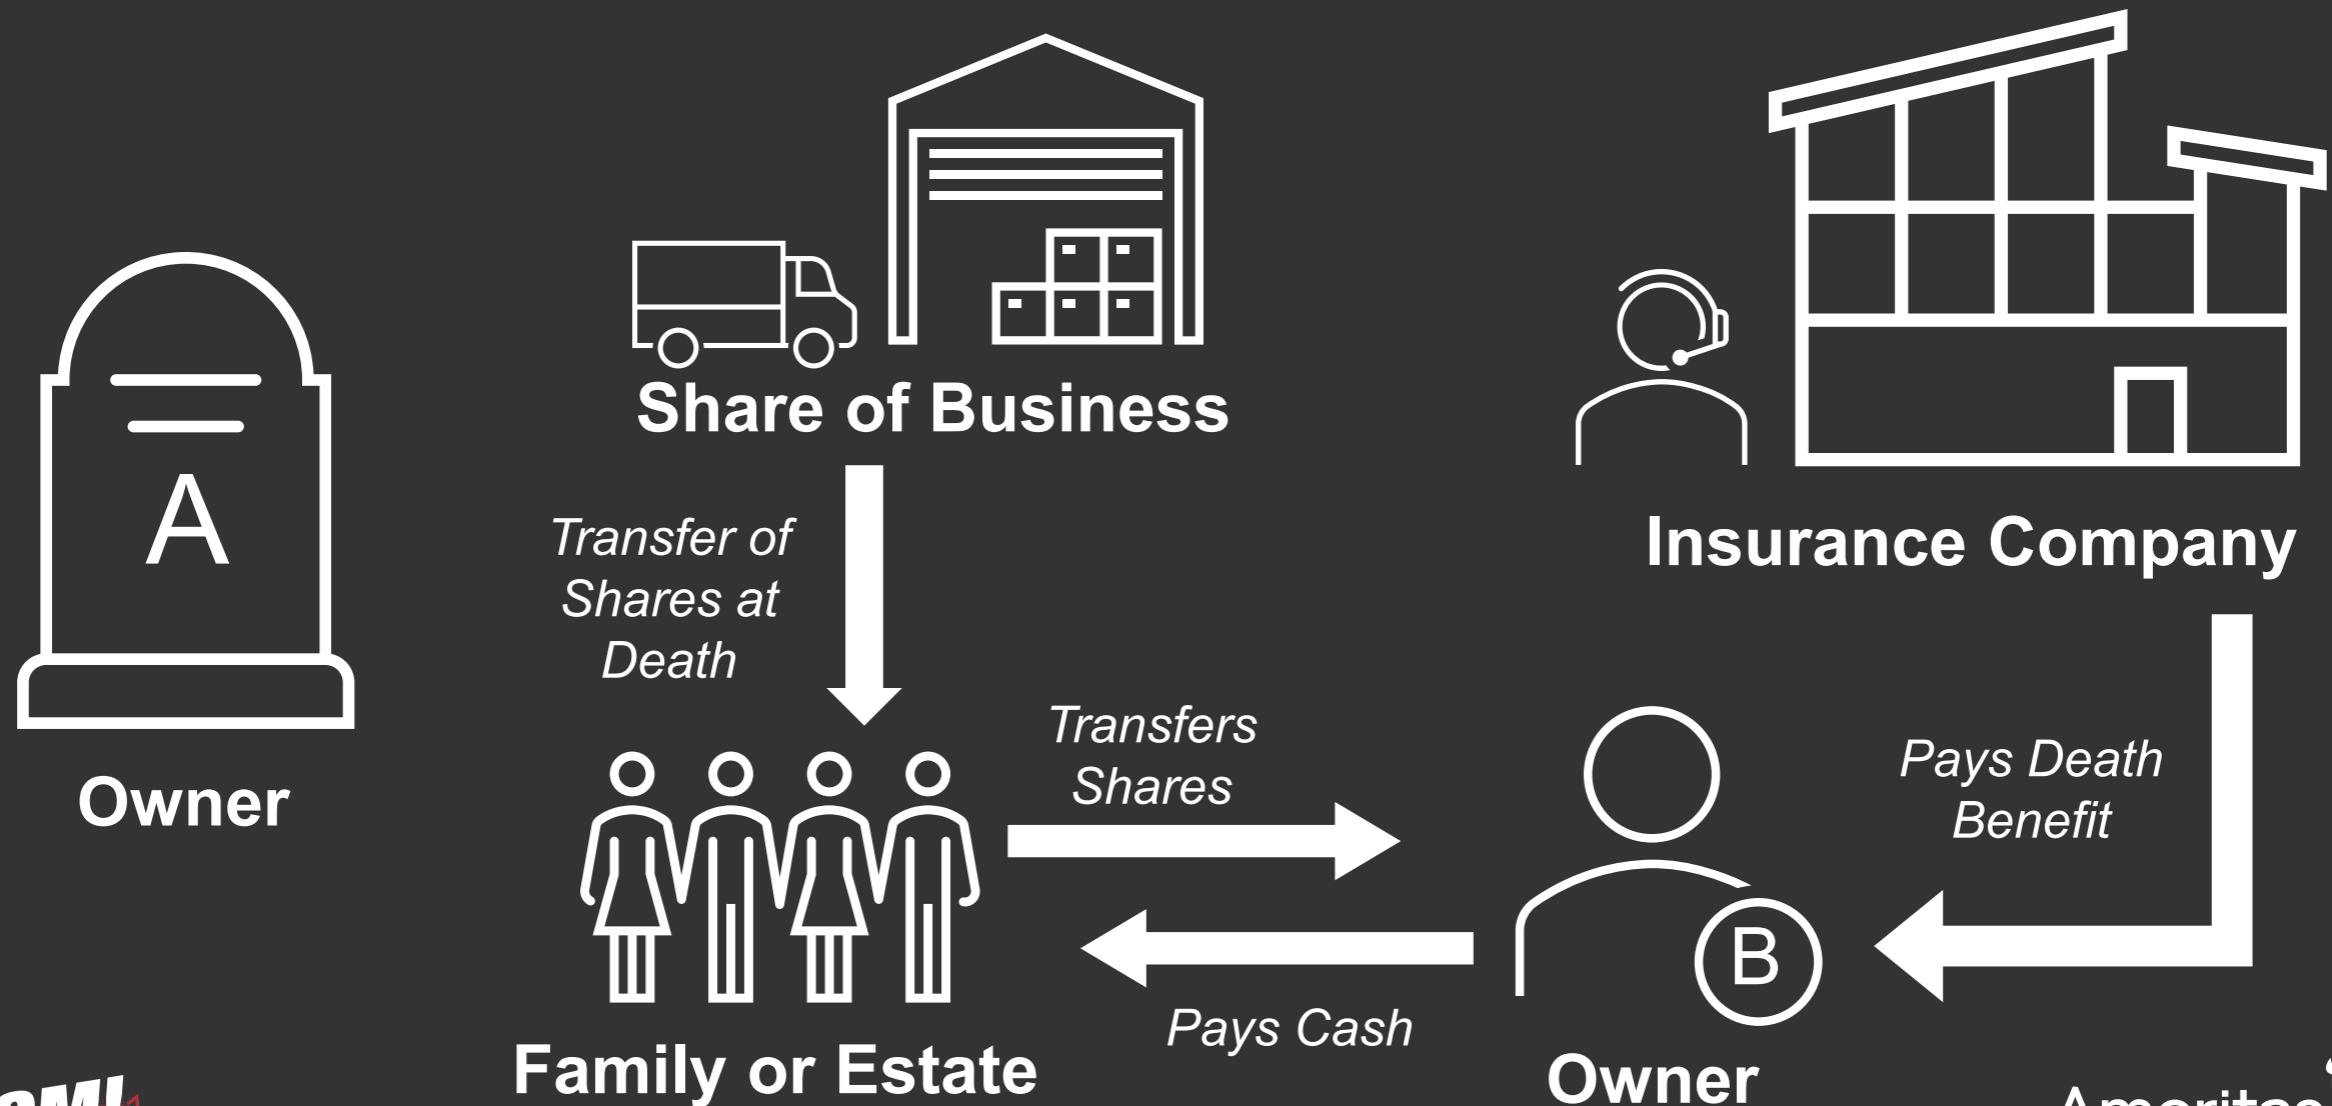 Share of Business
Insurance Company
A
Owner
Transfer of
Shares at
Death
Transfers
Shares
Pays Death
Benefit
B
Pays Cash
Family or Estate
Owner